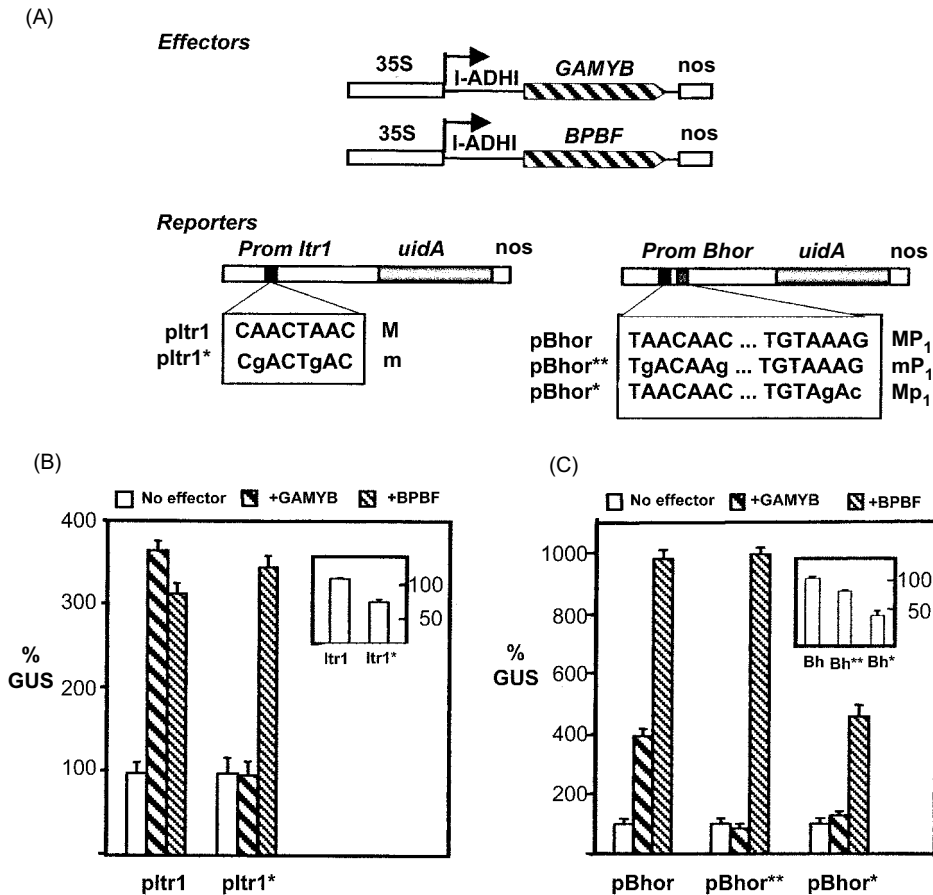 (A)
Effectors
35S I-ADHI GAMYB nos
35S I-ADHI BPBF nos
Reporters
Prom Itr1 uidA nos
pItr1 CAACTAAC M
pItr1* CgACTgAC m
Prom Bhor uidA nos
pBhor TAACAAC ... TGTAAAG MP1
pBhor** TgACAAg ... TGTAAAG mP1
pBhor* TAACAAC ... TGTAgAc Mp1
(B)
No effector +GAMYB +BPBF
400
300
200
100
% GUS
100
50
Itr1 Itr1*
pItr1 pItr1*
(C)
No effector +GAMYB +BPBF
1000
800
600
400
200
% GUS
100
50
Bh Bh** Bh*
pBhor pBhor** pBhor*